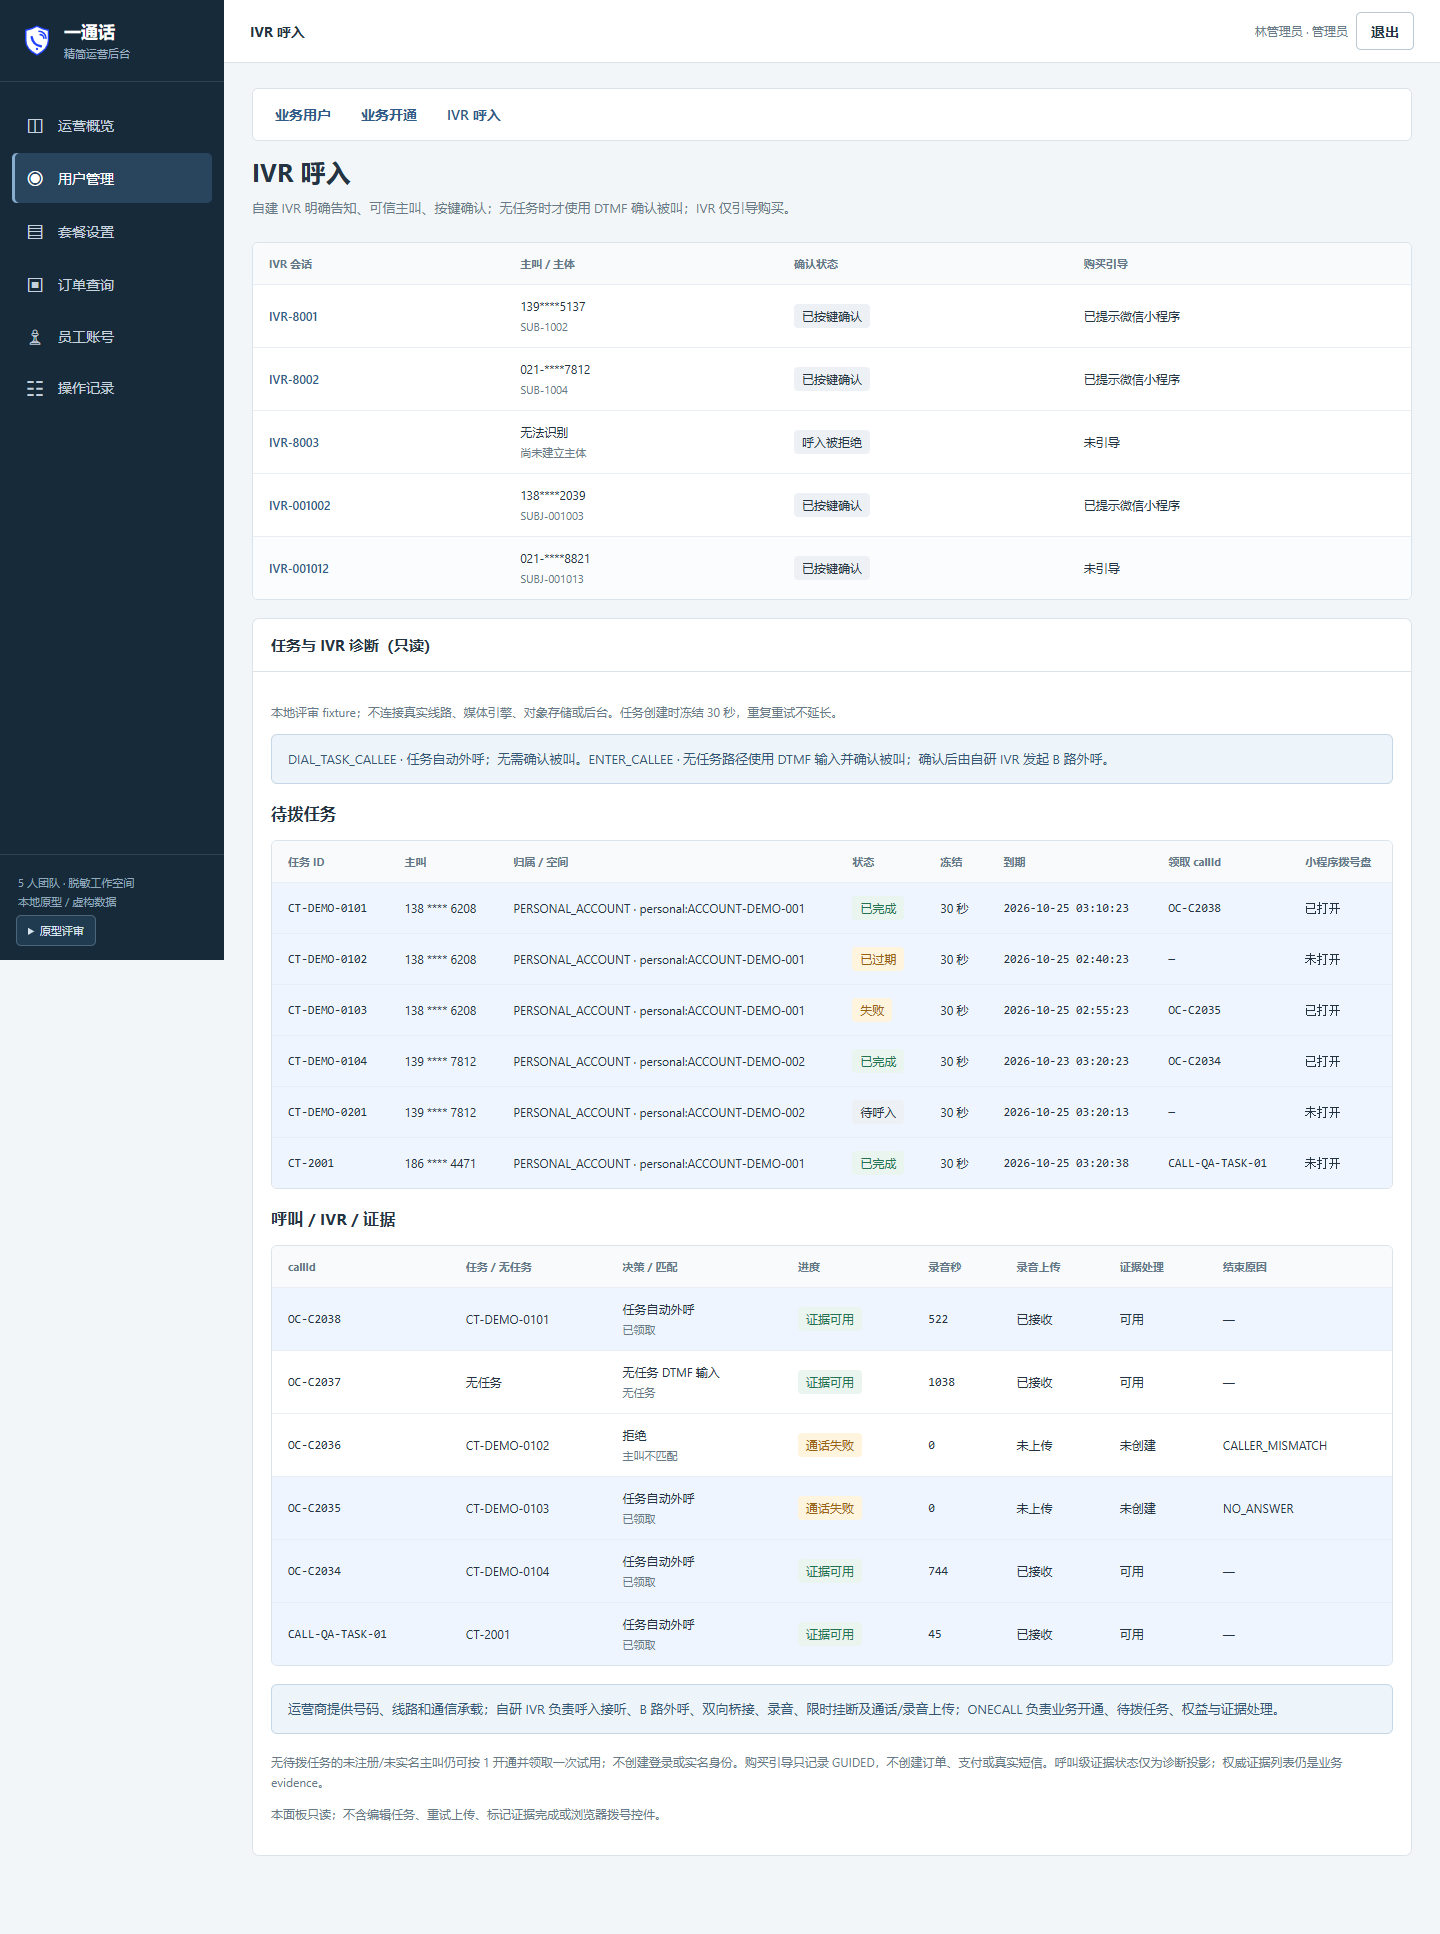 一通话
精简运营后台
运营概览
用户管理
套餐设置
订单查询
员工账号
操作记录
5 人团队 · 脱敏工作空间
本地原型 / 虚构数据
原型评审
IVR 呼入
林管理员 · 管理员
退出
业务用户 业务开通 IVR 呼入
IVR 呼入
自建 IVR 明确告知、可信主叫、按键确认；无任务时才使用 DTMF 确认被叫；IVR 仅引导购买。
IVR 会话 主叫 / 主体 确认状态 购买引导
IVR-8001 139****5137 SUB-1002 已按键确认 已提示微信小程序
IVR-8002 021-****7812 SUB-1004 已按键确认 已提示微信小程序
IVR-8003 无法识别 尚未建立主体 呼入被拒绝 未引导
IVR-001002 138****2039 SUBJ-001003 已按键确认 已提示微信小程序
IVR-001012 021-****8821 SUBJ-001013 已按键确认 未引导
任务与 IVR 诊断（只读）
本地评审 fixture；不连接真实线路、媒体引擎、对象存储或后台。任务创建时冻结 30 秒，重复重试不延长。
DIAL_TASK_CALLEE · 任务自动外呼；无需确认被叫。ENTER_CALLEE · 无任务路径使用 DTMF 输入并确认被叫；确认后由自研 IVR 发起 B 路外呼。
待拨任务
任务 ID 主叫 归属 / 空间 状态 冻结 到期 领取 callId 小程序拨号盘
CT-DEMO-0101 138 **** 6208 PERSONAL_ACCOUNT · personal:ACCOUNT-DEMO-001 已完成 30 秒 2026-10-25 03:10:23 OC-C2038 已打开
CT-DEMO-0102 138 **** 6208 PERSONAL_ACCOUNT · personal:ACCOUNT-DEMO-001 已过期 30 秒 2026-10-25 02:40:23 — 未打开
CT-DEMO-0103 138 **** 6208 PERSONAL_ACCOUNT · personal:ACCOUNT-DEMO-001 失败 30 秒 2026-10-25 02:55:23 OC-C2035 已打开
CT-DEMO-0104 139 **** 7812 PERSONAL_ACCOUNT · personal:ACCOUNT-DEMO-002 已完成 30 秒 2026-10-23 03:20:23 OC-C2034 已打开
CT-DEMO-0201 139 **** 7812 PERSONAL_ACCOUNT · personal:ACCOUNT-DEMO-002 待呼入 30 秒 2026-10-25 03:20:13 — 未打开
CT-2001 186 **** 4471 PERSONAL_ACCOUNT · personal:ACCOUNT-DEMO-001 已完成 30 秒 2026-10-25 03:20:38 CALL-QA-TASK-01 未打开
呼叫 / IVR / 证据
callId 任务 / 无任务 决策 / 匹配 进度 录音秒 录音上传 证据处理 结束原因
OC-C2038 CT-DEMO-0101 任务自动外呼 已领取 证据可用 522 已接收 可用 —
OC-C2037 无任务 无任务 DTMF 输入 无任务 证据可用 1038 已接收 可用 —
OC-C2036 CT-DEMO-0102 拒绝 主叫不匹配 通话失败 0 未上传 未创建 CALLER_MISMATCH
OC-C2035 CT-DEMO-0103 任务自动外呼 已领取 通话失败 0 未上传 未创建 NO_ANSWER
OC-C2034 CT-DEMO-0104 任务自动外呼 已领取 证据可用 744 已接收 可用 —
CALL-QA-TASK-01 CT-2001 任务自动外呼 已领取 证据可用 45 已接收 可用 —
运营商提供号码、线路和通信承载；自研 IVR 负责呼入接听、B 路外呼、双向桥接、录音、限时挂断及通话/录音上传；ONECALL 负责业务开通、待拨任务、权益与证据处理。
无待拨任务的未注册/未实名主叫仍可按 1 开通并领取一次试用；不创建登录或实名身份。购买引导只记录 GUIDED，不创建订单、支付或真实短信。呼叫级证据状态仅为诊断投影；权威证据列表仍是业务
evidence。
本面板只读；不含编辑任务、重试上传、标记证据完成或浏览器拨号控件。